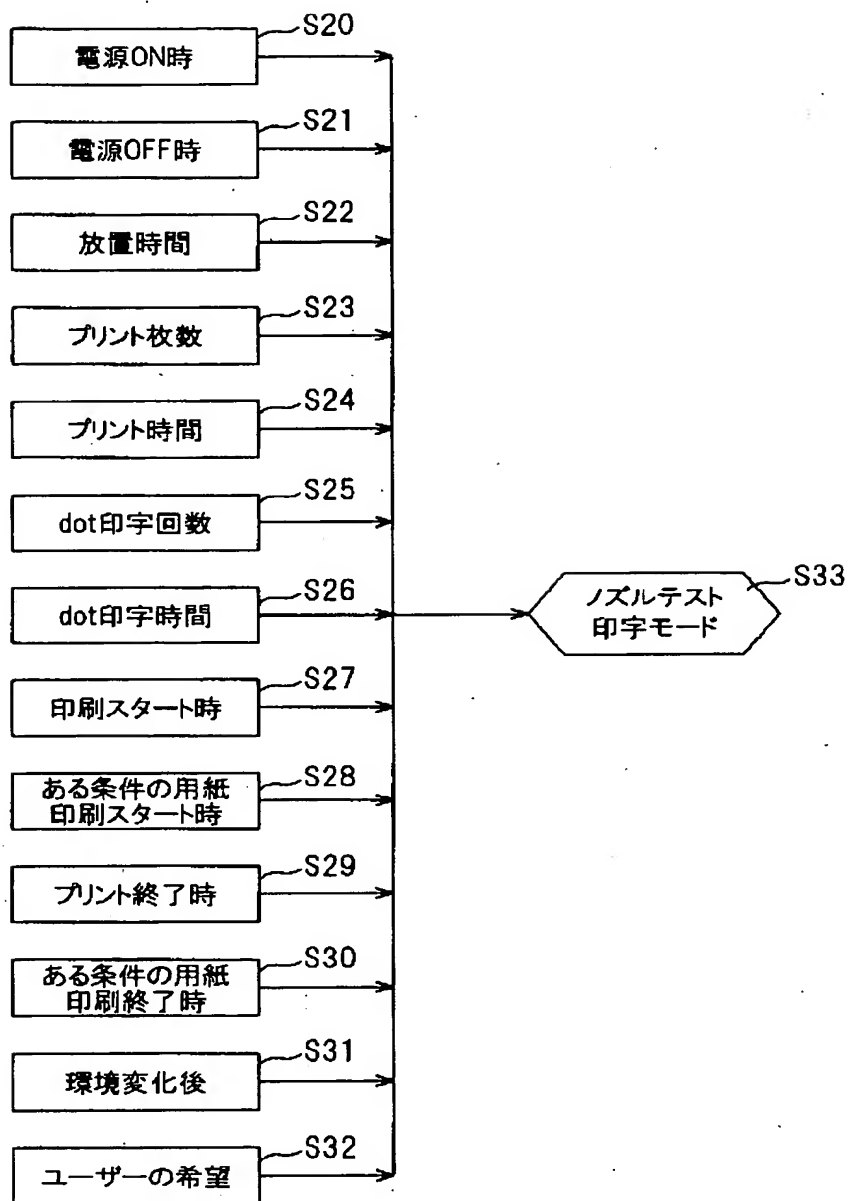 S20
電源ON時
S21
電源OFF時
S22
放置時間
S23
プリント枚数
S24
プリント時間
S25
dot印字回数
S26
dot印字時間
S27
印刷スタート時
S28
ある条件の用紙
印刷スタート時
S29
プリント終了時
S30
ある条件の用紙
印刷終了時
S31
環境変化後
S32
ユーザーの希望
S33
ノズルテスト
印字モード